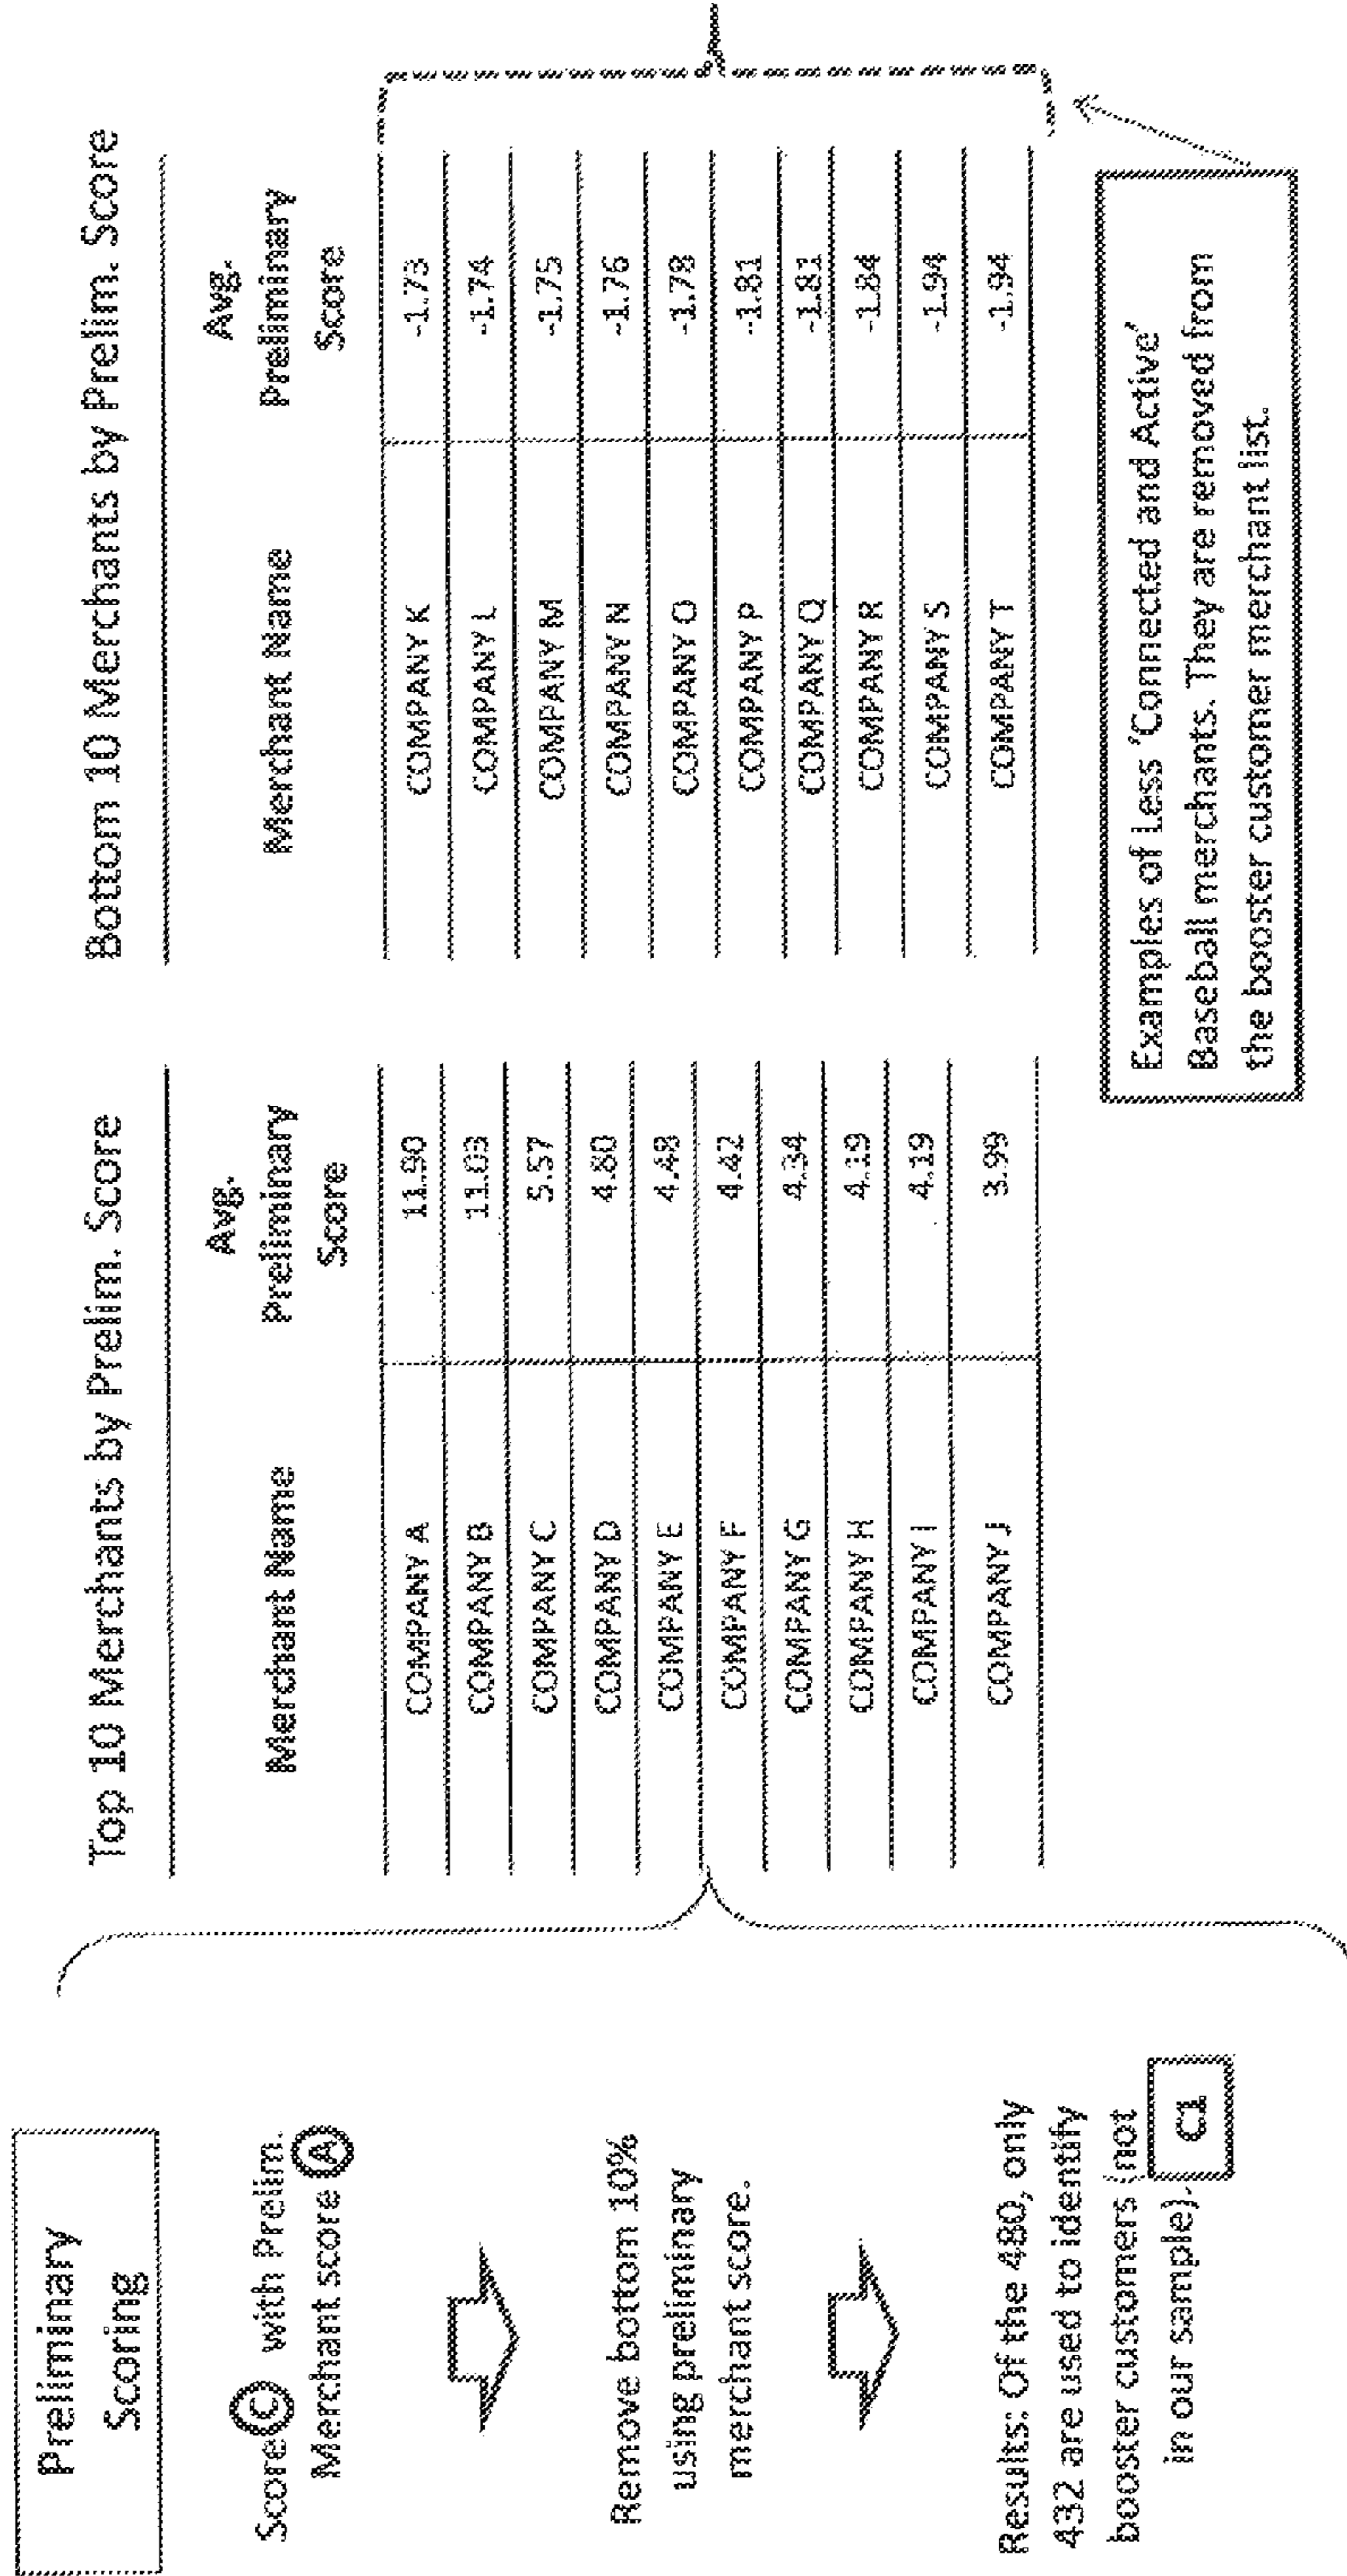 Preliminary
Scoring
Score Ⓒ with Prelim.
Merchant score Ⓐ
Remove bottom 10%
using preliminary
merchant score.
Results: Of the 480, only
432 are used to identify
booster customers (not
in our sample).
C1
Top 10 Merchants by Prelim. Score
Merchant Name
Avg.
Preliminary
Score
COMPANY A 11.90
COMPANY B 11.03
COMPANY C 5.57
COMPANY D 4.80
COMPANY E 4.48
COMPANY F 4.42
COMPANY G 4.34
COMPANY H 4.19
COMPANY I 4.19
COMPANY J 3.99
Bottom 10 Merchants by Prelim. Score
Merchant Name
Avg.
Preliminary
Score
COMPANY K -1.73
COMPANY L -1.74
COMPANY M -1.75
COMPANY N -1.76
COMPANY O -1.78
COMPANY P -1.81
COMPANY Q -1.81
COMPANY R -1.84
COMPANY S -1.94
COMPANY T -1.94
Examples of Less 'Connected and Active'
Baseball merchants. They are removed from
the booster customer merchant list.